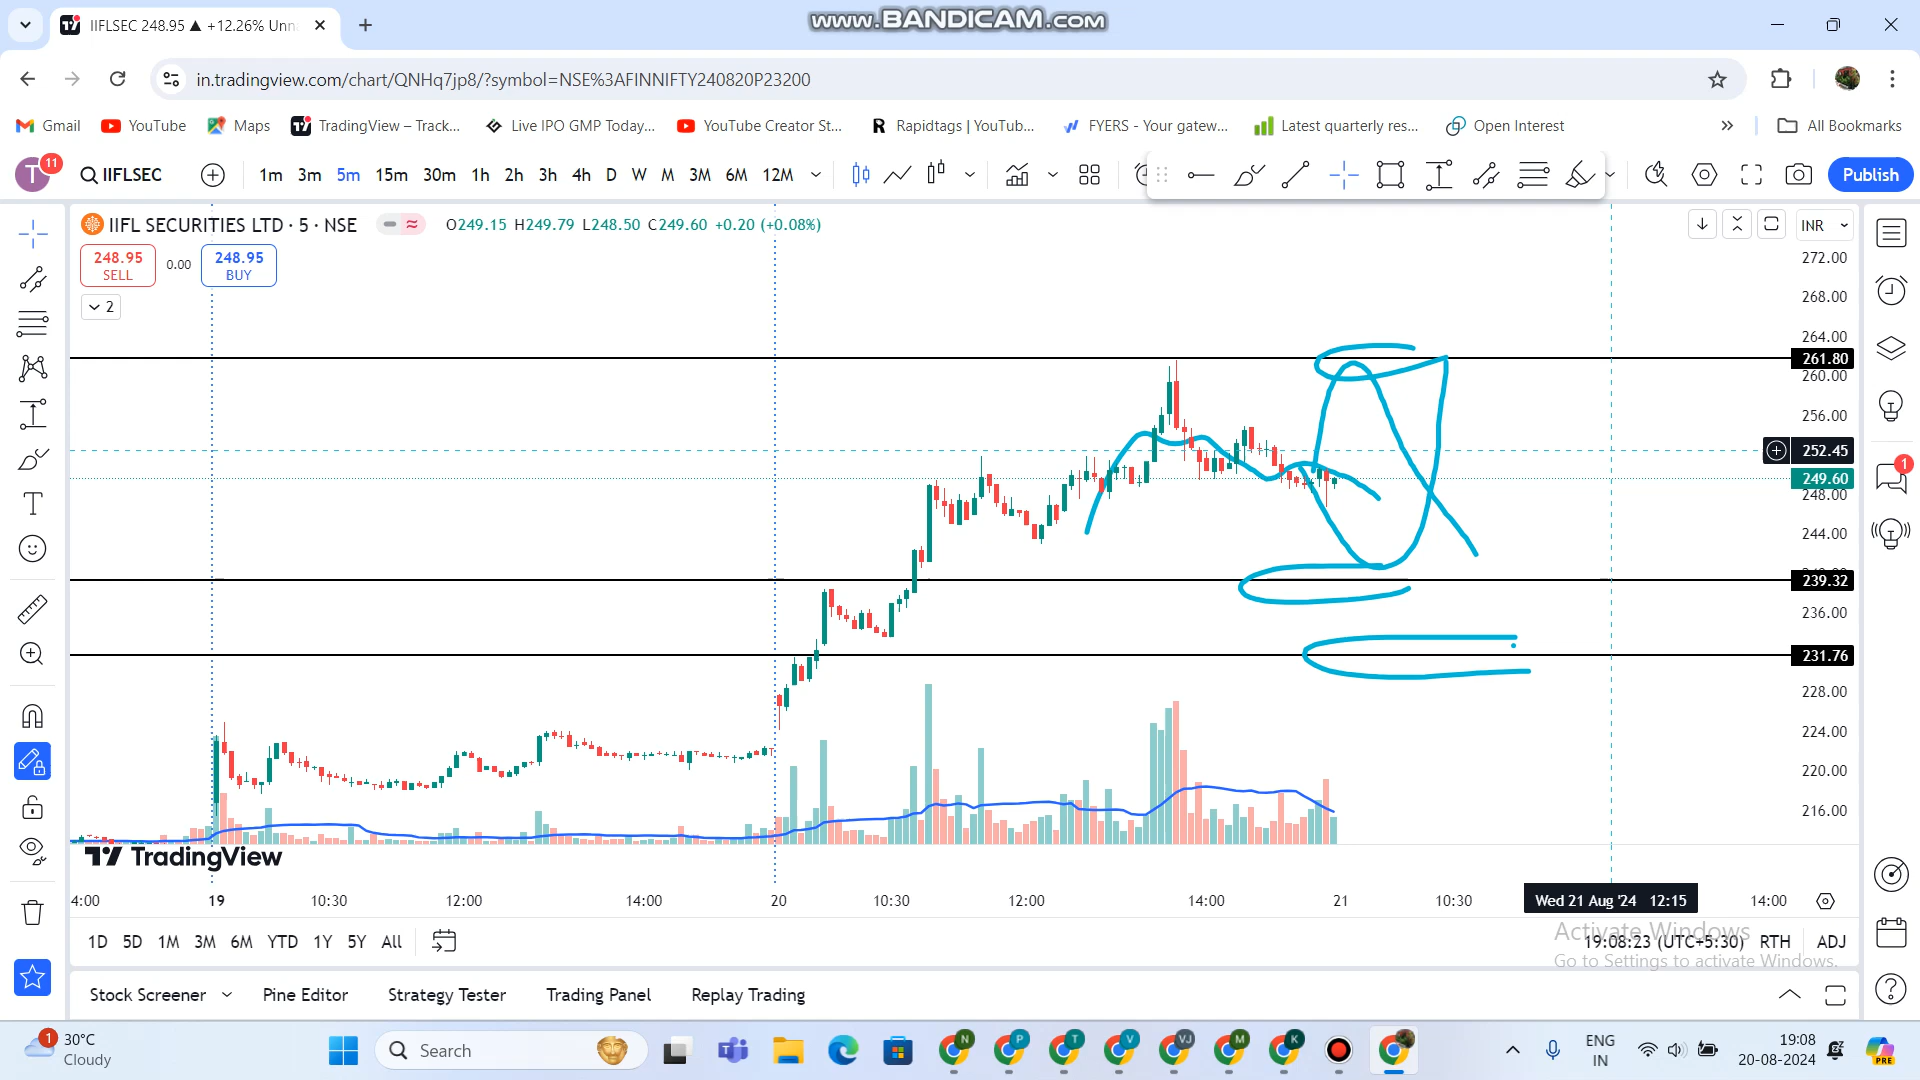 IIFLSEC 248.95 ▲ +12.26% Unn
www.BANDICAM.com
in.tradingview.com/chart/QNHq7jp8/?symbol=NSE%3AFINNIFTY240820P23200
Gmail YouTube Maps TradingView – Track... Live IPO GMP Today... YouTube Creator St... Rapidtags | YouTub... FYERS - Your gatew... Latest quarterly res... Open Interest » All Bookmarks
T 11 IIFLSEC 1m 3m 5m 15m 30m 1h 2h 3h 4h D W M 3M 6M 12M Publish
IIFL SECURITIES LTD · 5 · NSE O249.15 H249.79 L248.50 C249.60 +0.20 (+0.08%) INR
248.95 SELL 0.00 248.95 BUY
2
272.00
268.00
264.00
261.80
260.00
256.00
252.45
249.60
248.00
244.00
239.32
236.00
231.76
228.00
224.00
220.00
216.00
1
TradingView
4:00 19 10:30 12:00 14:00 20 10:30 12:00 14:00 21 10:30 Wed 21 Aug '24 12:15 14:00
1D 5D 1M 3M 6M YTD 1Y 5Y All 19:08:23 (UTC+5:30) RTH ADJ
Activate Windows
Go to Settings to activate Windows.
Stock Screener Pine Editor Strategy Tester Trading Panel Replay Trading
1 30°C
Cloudy
Search
N P T V VJ M K
ENG
IN
19:08
20-08-2024
PRE